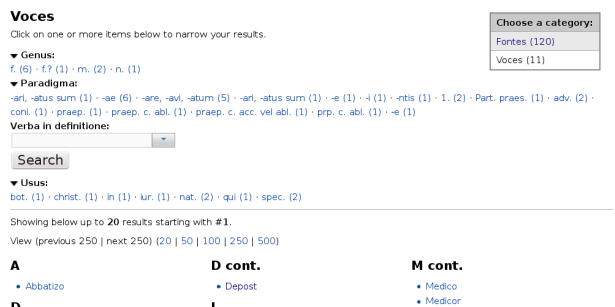 Voces
Choose a category:
Click on one or more items below to narrow your results.
Fontes (120)
Voces (11)
Genus:
f. (6) · f.? (1) · m. (2) · n. (1)
Paradigma:
-ari, -atus sum (1) · -ae (6) · -are, -avi, -atum (5) · -ari, -atus sum (1) · -e (1) · -i (1) · -ntis (1) · 1. (2) · Part. praes. (1) · adv. (2) ·
coni. (1) · praep. (1) · praep. c. abl. (1) · praep. c. acc. vel abl. (1) · prp. c. abl. (1) · -e (1)
Verba in definitione:
Search
Usus:
bot. (1) · christ. (1) · in (1) · iur. (1) · nat. (2) · qui (1) · spec. (2)
Showing below up to 20 results starting with #1.
View (previous 250 | next 250) (20 | 50 | 100 | 250 | 500)
A
Abbatizo
D cont.
Depost
M cont.
Medico
Medicor